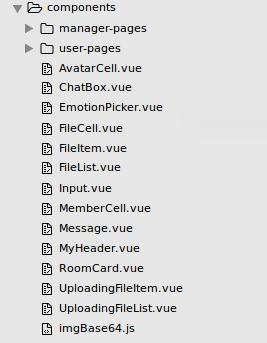 components
manager-pages
user-pages
AvatarCell.vue
ChatBox.vue
EmotionPicker.vue
FileCell.vue
FileItem.vue
FileList.vue
Input.vue
MemberCell.vue
Message.vue
MyHeader.vue
RoomCard.vue
UploadingFileItem.vue
UploadingFileList.vue
imgBase64.js